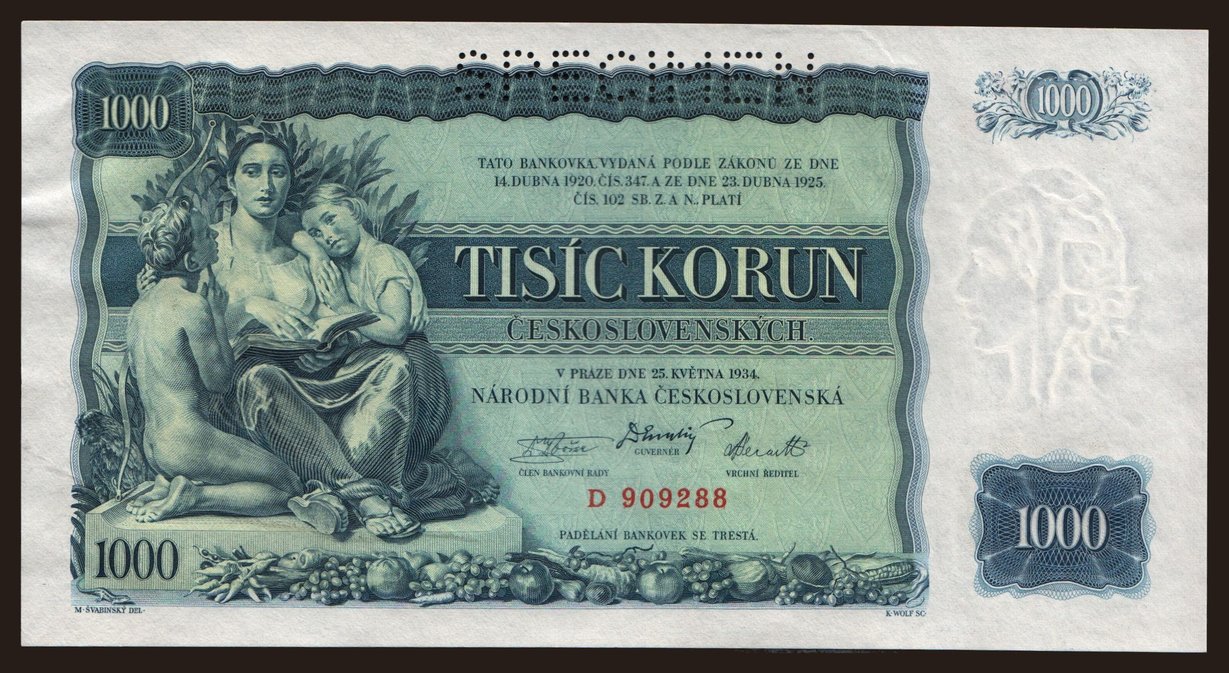 SPECIMEN
1000
1000
TATO BANKOVKA, VYDANÁ PODLE ZÁKONŮ ZE DNE
14. DUBNA 1920, ČÍS. 347. A ZE DNE 23. DUBNA 1925.
ČÍS. 102 SB. Z. A N., PLATÍ
TISÍC KORUN
ČESKOSLOVENSKÝCH.
V PRAZE DNE 25. KVĚTNA 1934.
NÁRODNÍ BANKA ČESKOSLOVENSKÁ
GUVERNÉR
ČLEN BANKOVNÍ RADY
VRCHNÍ ŘEDITEL
D 909288
1000
PADĚLÁNÍ BANKOVEK SE TRESTÁ.
1000
M·ŠVABINSKÝ DEL·
K·WOLF SC·